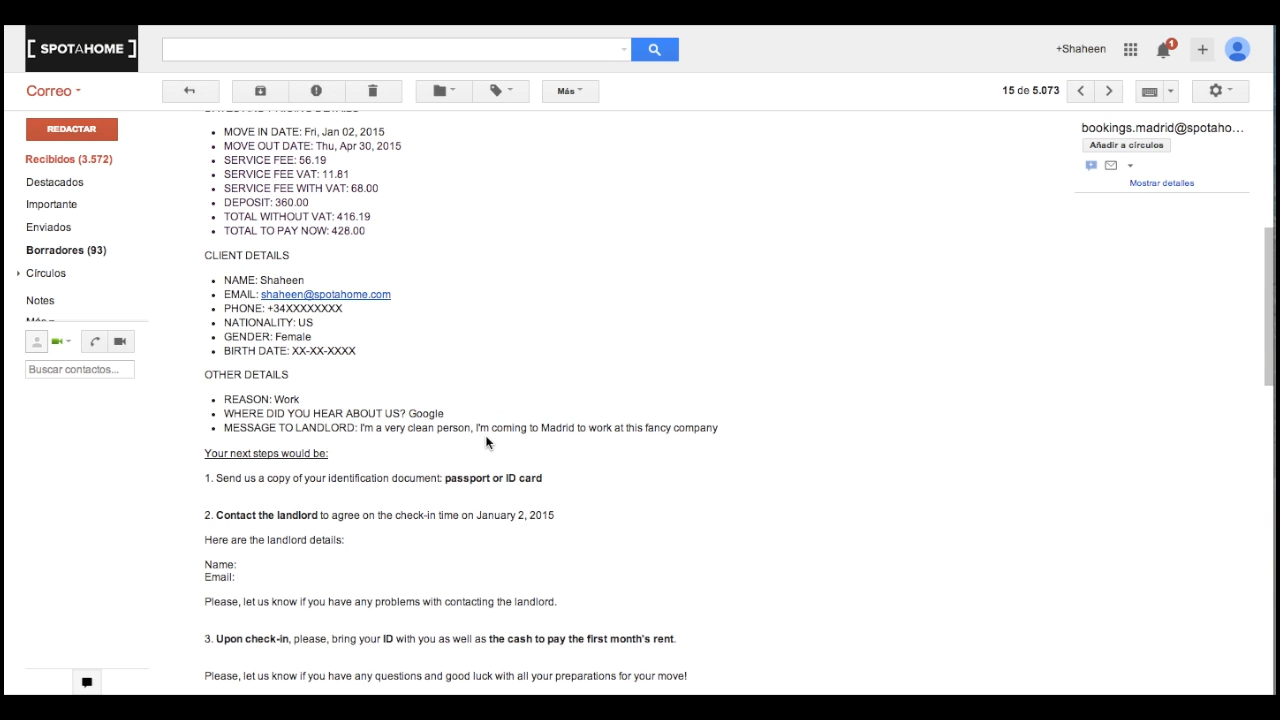 [ SPOTAHOME ]
+Shaheen
1
Correo
Más
15 de 5.073
REDACTAR
Recibidos (3.572)
Destacados
Importante
Enviados
Borradores (93)
Círculos
Notes
Más
Buscar contactos...
DATES AND PRICING DETAILS
• MOVE IN DATE: Fri, Jan 02, 2015
• MOVE OUT DATE: Thu, Apr 30, 2015
• SERVICE FEE: 56.19
• SERVICE FEE VAT: 11.81
• SERVICE FEE WITH VAT: 68.00
• DEPOSIT: 360.00
• TOTAL WITHOUT VAT: 416.19
• TOTAL TO PAY NOW: 428.00
CLIENT DETAILS
• NAME: Shaheen
• EMAIL: shaheen@spotahome.com
• PHONE: +34XXXXXXXX
• NATIONALITY: US
• GENDER: Female
• BIRTH DATE: XX-XX-XXXX
OTHER DETAILS
• REASON: Work
• WHERE DID YOU HEAR ABOUT US? Google
• MESSAGE TO LANDLORD: I'm a very clean person, I'm coming to Madrid to work at this fancy company
Your next steps would be:
1. Send us a copy of your identification document: passport or ID card
2. Contact the landlord to agree on the check-in time on January 2, 2015
Here are the landlord details:
Name:
Email:
Please, let us know if you have any problems with contacting the landlord.
3. Upon check-in, please, bring your ID with you as well as the cash to pay the first month's rent.
Please, let us know if you have any questions and good luck with all your preparations for your move!
bookings.madrid@spotaho...
Añadir a círculos
Mostrar detalles